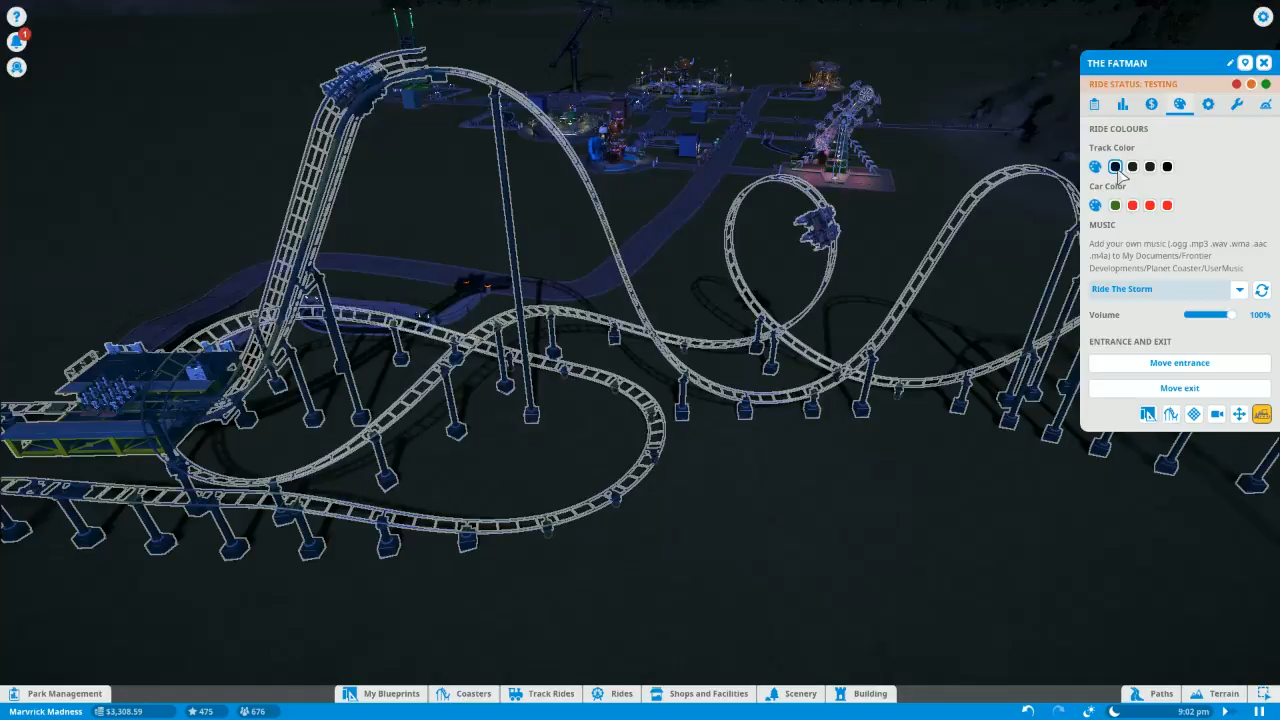 1
THE FATMAN
RIDE STATUS: TESTING
RIDE COLOURS
Track Color
Car Color
MUSIC
Add your own music (.ogg .mp3 .wav .wma .aac
.m4a) to My Documents/Frontier
Developments/Planet Coaster/UserMusic
Ride The Storm
Volume 100%
ENTRANCE AND EXIT
Move entrance
Move exit
Park Management My Blueprints Coasters Track Rides Rides Shops and Facilities Scenery Building Paths Terrain
Marvrick Madness $3,308.59 475 676 9:02 pm